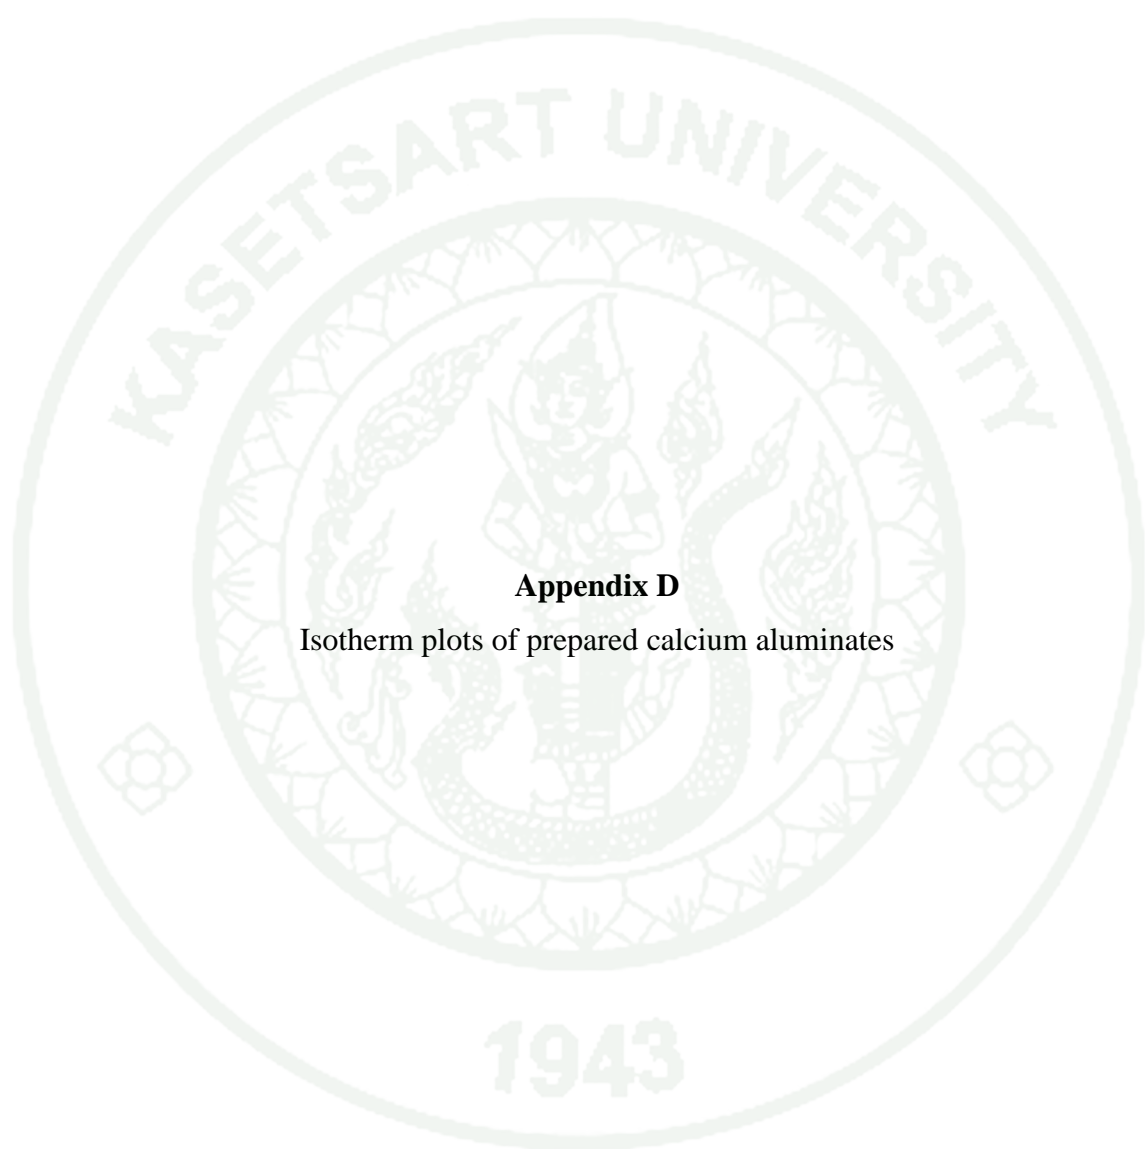 KASETSART UNIVERSITY
Appendix D
Isotherm plots of prepared calcium aluminates
1943